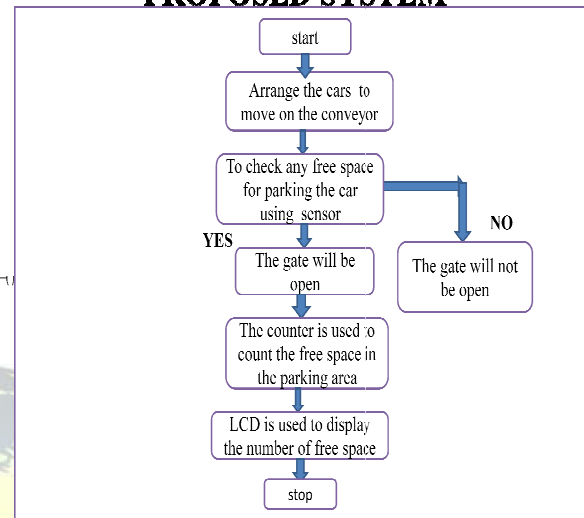 PROPOSED SYSTEM
start
Arrange the cars to
move on the conveyor
To check any free space
for parking the car
using sensor
NO
YES
The gate will be
open
The gate will not
be open
The counter is used to
count the free space in
the parking area
LCD is used to display
the number of free space
stop